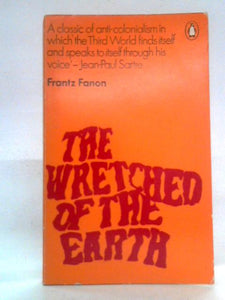 A classic of anti-colonialism in
which the Third World finds itself
and speaks to itself through his
voice' – Jean-Paul Sartre
Frantz Fanon
THE
WRETCHED
OF THE
EARTH